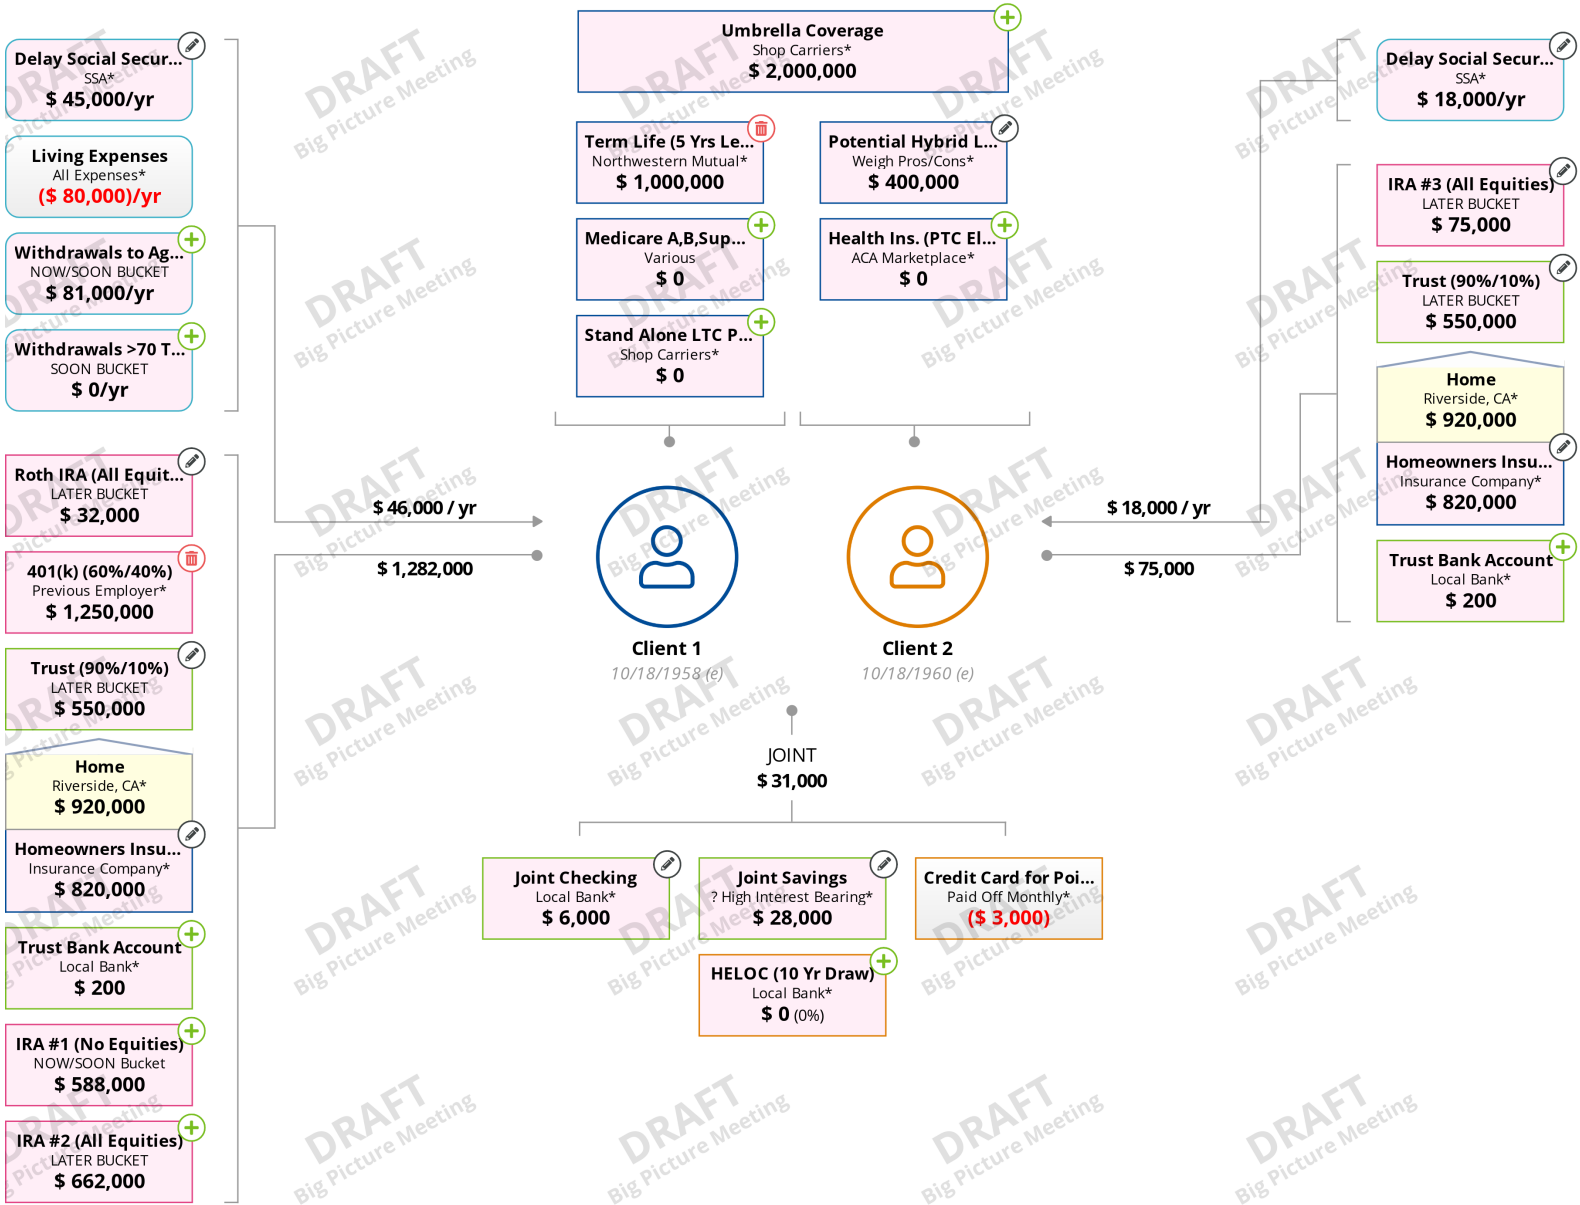 Umbrella Coverage
Shop Carriers*
$ 2,000,000
Delay Social Secur...
SSA*
$ 45,000/yr
Living Expenses
All Expenses*
($ 80,000)/yr
Withdrawals to Ag...
NOW/SOON BUCKET
$ 81,000/yr
Withdrawals >70 T...
SOON BUCKET
$ 0/yr
Term Life (5 Yrs Le...
Northwestern Mutual*
$ 1,000,000
Medicare A,B,Sup...
Various
$ 0
Stand Alone LTC P...
Shop Carriers*
$ 0
Potential Hybrid L...
Weigh Pros/Cons*
$ 400,000
Health Ins. (PTC El...
ACA Marketplace*
$ 0
Delay Social Secur...
SSA*
$ 18,000/yr
IRA #3 (All Equities)
LATER BUCKET
$ 75,000
Trust (90%/10%)
LATER BUCKET
$ 550,000
Home
Riverside, CA*
$ 920,000
Homeowners Insu...
Insurance Company*
$ 820,000
Trust Bank Account
Local Bank*
$ 200
Roth IRA (All Equit...
LATER BUCKET
$ 32,000
401(k) (60%/40%)
Previous Employer*
$ 1,250,000
Trust (90%/10%)
LATER BUCKET
$ 550,000
Home
Riverside, CA*
$ 920,000
Homeowners Insu...
Insurance Company*
$ 820,000
Trust Bank Account
Local Bank*
$ 200
IRA #1 (No Equities)
NOW/SOON Bucket
$ 588,000
IRA #2 (All Equities)
LATER BUCKET
$ 662,000
$ 46,000 / yr
$ 1,282,000
$ 18,000 / yr
$ 75,000
Client 1
10/18/1958 (e)
Client 2
10/18/1960 (e)
JOINT
$ 31,000
Joint Checking
Local Bank*
$ 6,000
Joint Savings
? High Interest Bearing*
$ 28,000
Credit Card for Poi...
Paid Off Monthly*
($ 3,000)
HELOC (10 Yr Draw)
Local Bank*
$ 0 (0%)
DRAFT
Big Picture Meeting